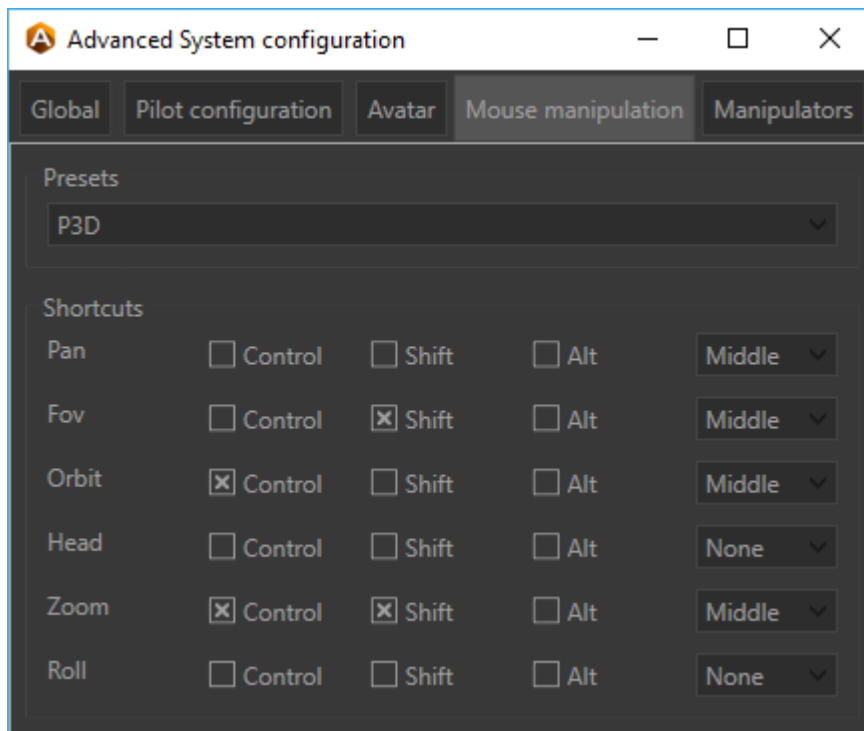 Advanced System configuration
Global Pilot configuration Avatar Mouse manipulation Manipulators
Presets
P3D
Shortcuts
Pan Control Shift Alt Middle
Fov Control Shift Alt Middle
Orbit Control Shift Alt Middle
Head Control Shift Alt None
Zoom Control Shift Alt Middle
Roll Control Shift Alt None